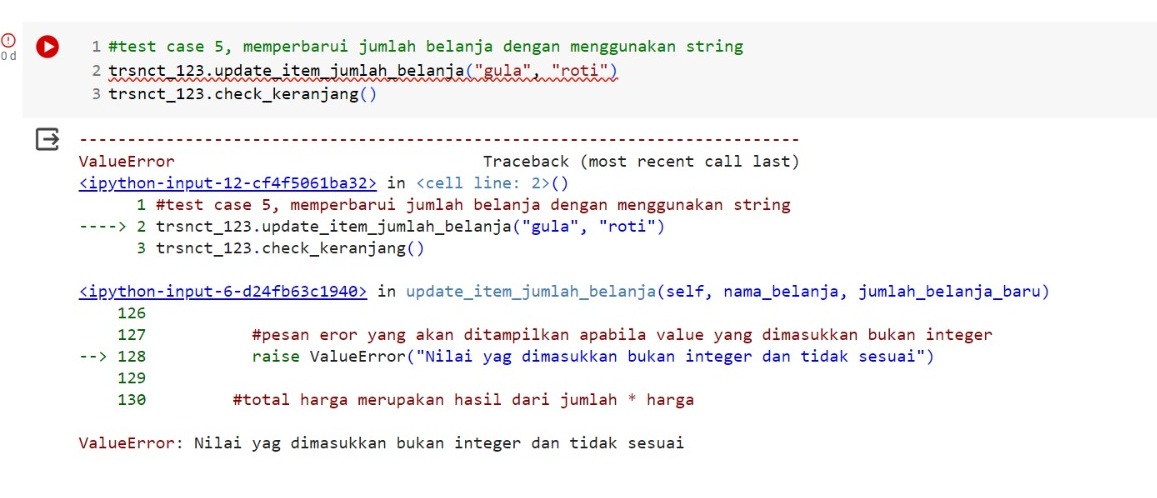 0 d
1 #test case 5, memperbarui jumlah belanja dengan menggunakan string
2 trsnct_123.update_item_jumlah_belanja("gula", "roti")
3 trsnct_123.check_keranjang()
---------------------------------------------------------------------------
ValueError                                Traceback (most recent call last)
<ipython-input-12-cf4f5061ba32> in <cell line: 2>()
      1 #test case 5, memperbarui jumlah belanja dengan menggunakan string
----> 2 trsnct_123.update_item_jumlah_belanja("gula", "roti")
      3 trsnct_123.check_keranjang()
<ipython-input-6-d24fb63c1940> in update_item_jumlah_belanja(self, nama_belanja, jumlah_belanja_baru)
    126
    127           #pesan eror yang akan ditampilkan apabila value yang dimasukkan bukan integer
--> 128           raise ValueError("Nilai yag dimasukkan bukan integer dan tidak sesuai")
    129
    130         #total harga merupakan hasil dari jumlah * harga
ValueError: Nilai yag dimasukkan bukan integer dan tidak sesuai